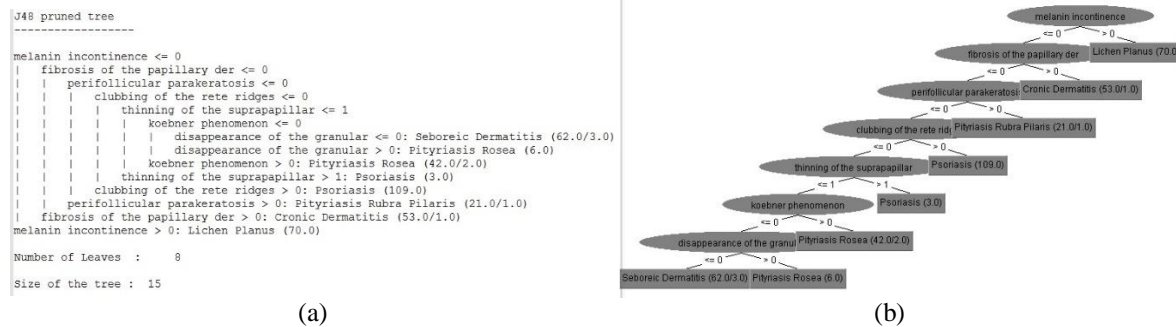 J48 pruned tree
------------------
melanin incontinence <= 0
|   fibrosis of the papillary der <= 0
|   |   perifollicular parakeratosis <= 0
|   |   |   clubbing of the rete ridges <= 0
|   |   |   |   thinning of the suprapapillar <= 1
|   |   |   |   |   koebner phenomenon <= 0
|   |   |   |   |   |   disappearance of the granular <= 0: Seboreic Dermatitis (62.0/3.0)
|   |   |   |   |   |   disappearance of the granular > 0: Pityriasis Rosea (6.0)
|   |   |   |   |   koebner phenomenon > 0: Pityriasis Rosea (42.0/2.0)
|   |   |   |   thinning of the suprapapillar > 1: Psoriasis (3.0)
|   |   |   clubbing of the rete ridges > 0: Psoriasis (109.0)
|   |   perifollicular parakeratosis > 0: Pityriasis Rubra Pilaris (21.0/1.0)
|   fibrosis of the papillary der > 0: Cronic Dermatitis (53.0/1.0)
melanin incontinence > 0: Lichen Planus (70.0)
Number of Leaves  :     8
Size of the tree :  15
(a)
melanin incontinence
<= 0 > 0
fibrosis of the papillary der Lichen Planus (70.0
<= 0 > 0
perifollicular parakeratosis Cronic Dermatitis (53.0/1.0)
<= 0 > 0
clubbing of the rete ridg Pityriasis Rubra Pilaris (21.0/1.0)
<= 0 > 0
thinning of the suprapapillar Psoriasis (109.0)
<= 1 > 1
koebner phenomenon Psoriasis (3.0)
<= 0 > 0
disappearance of the granul Pityriasis Rosea (42.0/2.0)
<= 0 > 0
Seboreic Dermatitis (62.0/3.0) Pityriasis Rosea (6.0)
(b)